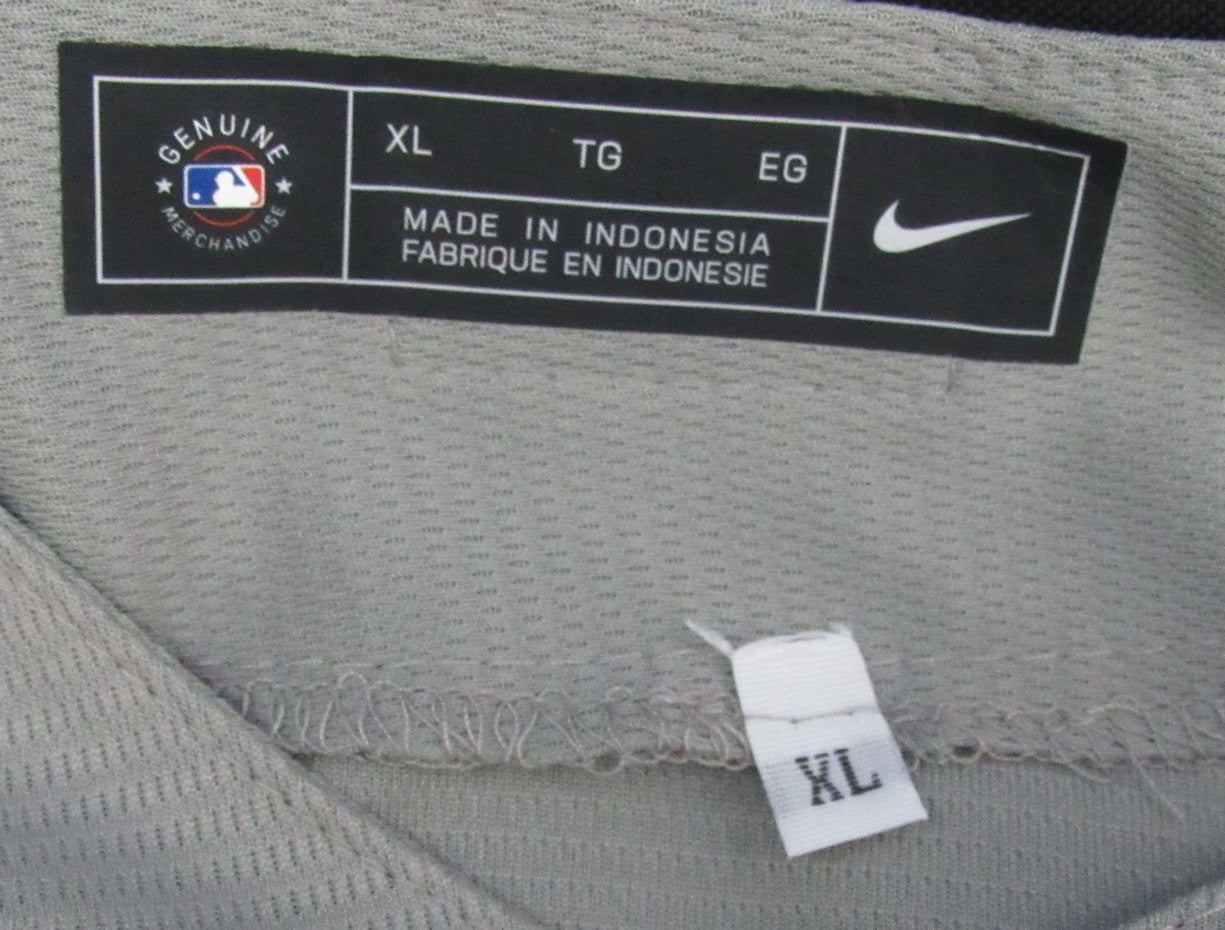 GENUINE
MERCHANDISE
XL TG EG
MADE IN INDONESIA
FABRIQUE EN INDONESIE
XL